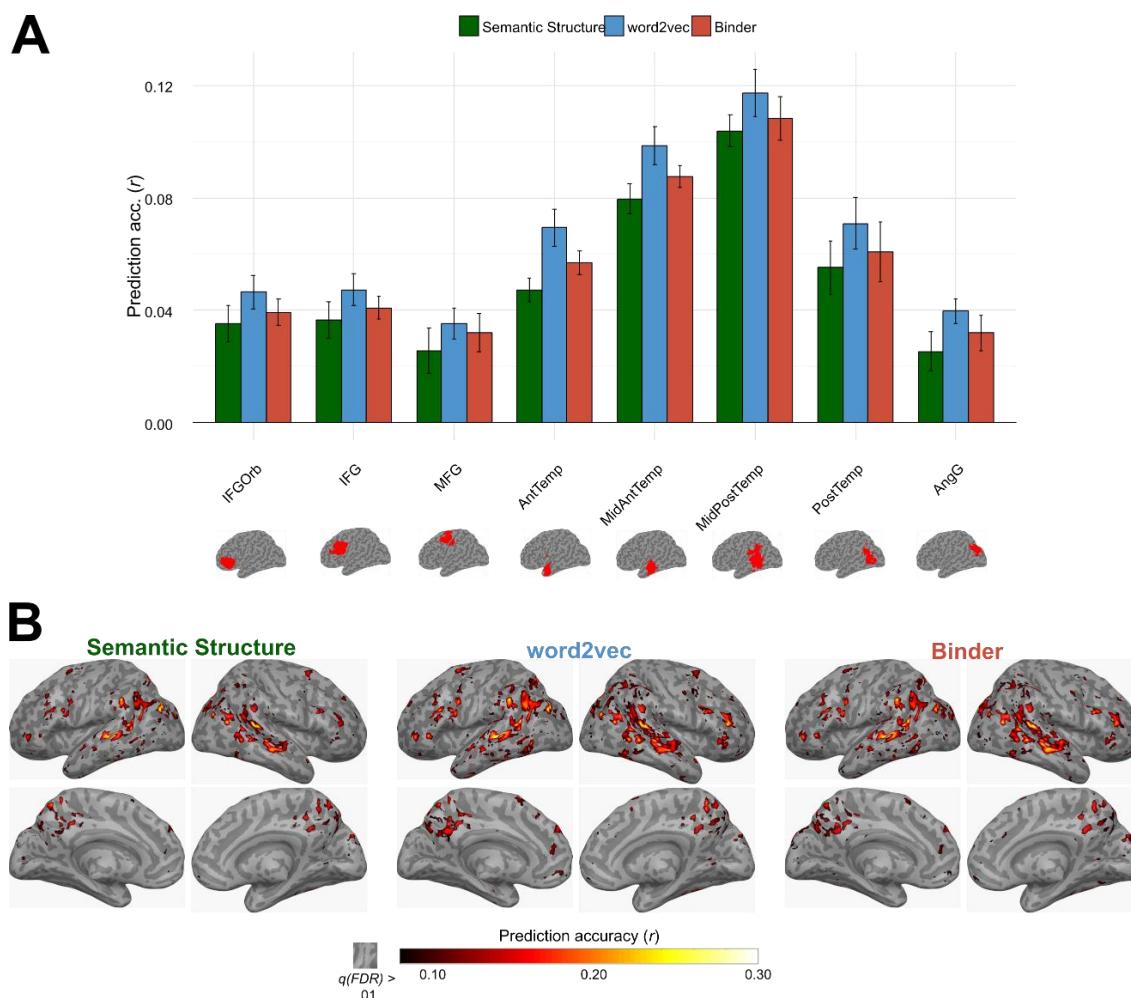 A
Semantic Structure word2vec Binder
Prediction acc. (r)
0.12
0.08
0.04
0.00
IFGOrb
IFG
MFG
AntTemp
MidAntTemp
MidPostTemp
PostTemp
AngG
B
Semantic Structure word2vec Binder
Prediction accuracy (r)
q(FDR) > 0.10 0.20 0.30
.01